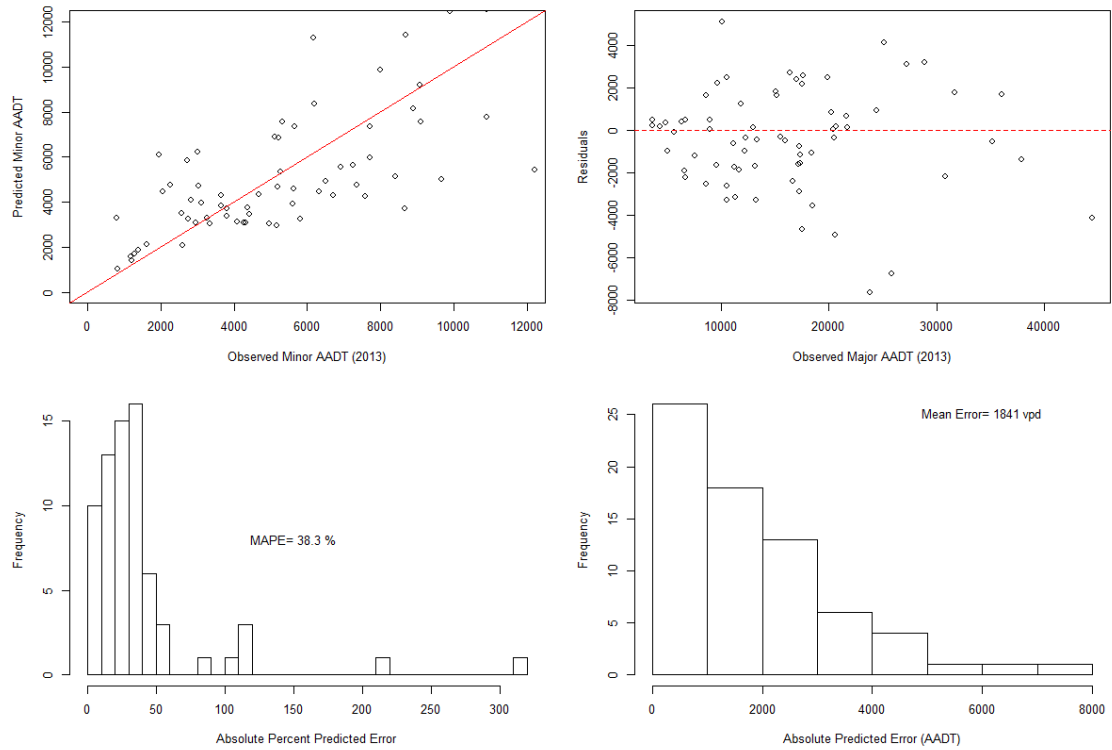 12000
10000
8000
6000
4000
2000
0
Predicted Minor AADT
0 2000 4000 6000 8000 10000 12000
Observed Minor AADT (2013)
4000
2000
0
-2000
-4000
-6000
-8000
Residuals
10000 20000 30000 40000
Observed Major AADT (2013)
15
10
5
0
Frequency
MAPE= 38.3 %
0 50 100 150 200 250 300
Absolute Percent Predicted Error
25
20
15
10
5
0
Frequency
Mean Error= 1841 vpd
0 2000 4000 6000 8000
Absolute Predicted Error (AADT)